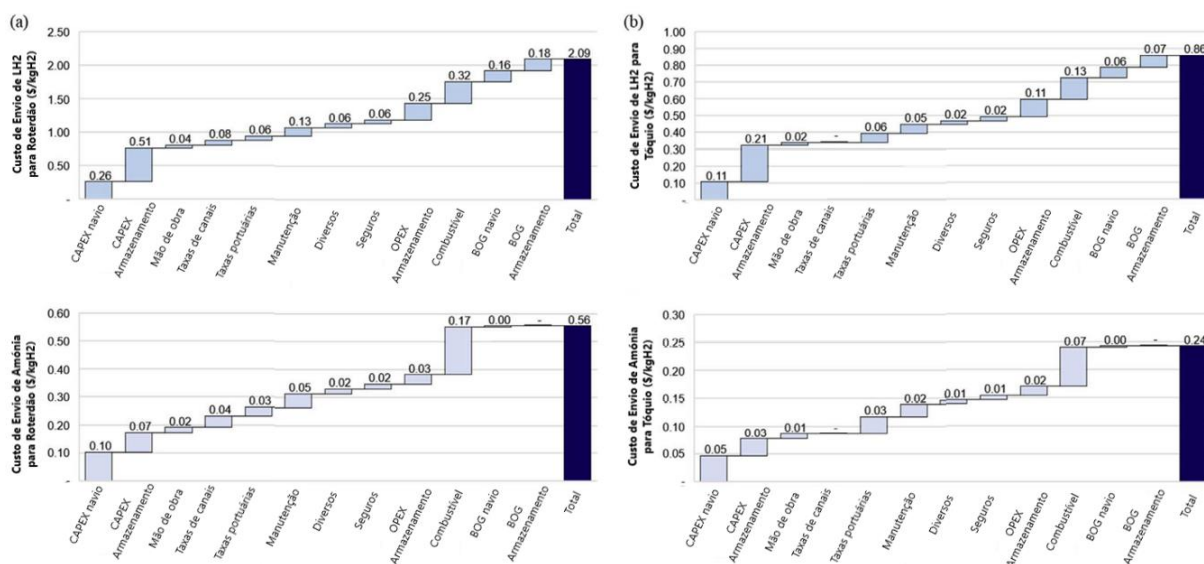 (a)
Custo de Envio de LH2
para Roterdão ($/kgH2)
2.50
2.00
1.50
1.00
0.50
-
0.26
0.51
0.04
0.08
0.06
0.13
0.06
0.06
0.25
0.32
0.16
0.18
2.09
CAPEX navio
CAPEX
Armazenamento
Mão de obra
Taxas de canais
Taxas portuárias
Manutenção
Diversos
Seguros
OPEX
Armazenamento
Combustível
BOG navio
BOG
Armazenamento
Total
(b)
Custo de Envio de LH2 para
Tóquio ($/kgH2)
1.00
0.90
0.80
0.70
0.60
0.50
0.40
0.30
0.20
0.10
-
0.11
0.21
0.02
-
0.06
0.05
0.02
0.02
0.11
0.13
0.06
0.07
0.86
CAPEX navio
CAPEX
Armazenamento
Mão de obra
Taxas de canais
Taxas portuárias
Manutenção
Diversos
Seguros
OPEX
Armazenamento
Combustível
BOG navio
BOG
Armazenamento
Total
Custo de Envio de Amónia
para Roterdão ($/kgH2)
0.60
0.50
0.40
0.30
0.20
0.10
-
0.10
0.07
0.02
0.04
0.03
0.05
0.02
0.02
0.03
0.17
0.00
-
0.56
CAPEX navio
CAPEX
Armazenamento
Mão de obra
Taxas de canais
Taxas portuárias
Manutenção
Diversos
Seguros
OPEX
Armazenamento
Combustível
BOG navio
BOG
Armazenamento
Total
Custo de Envio de Amónia
para Tóquio ($/kgH2)
0.30
0.25
0.20
0.15
0.10
0.05
-
0.05
0.03
0.01
-
0.03
0.02
0.01
0.01
0.02
0.07
0.00
-
0.24
CAPEX navio
CAPEX
Armazenamento
Mão de obra
Taxas de canais
Taxas portuárias
Manutenção
Diversos
Seguros
OPEX
Armazenamento
Combustível
BOG navio
BOG
Armazenamento
Total